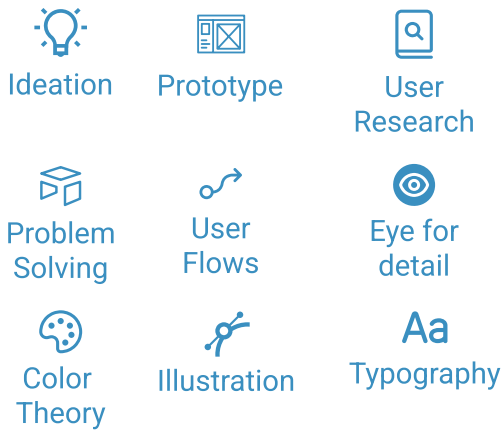 Ideation
Prototype
User
Research
Problem
Solving
User
Flows
Eye for
detail
Color
Theory
Illustration
Aa
Typography